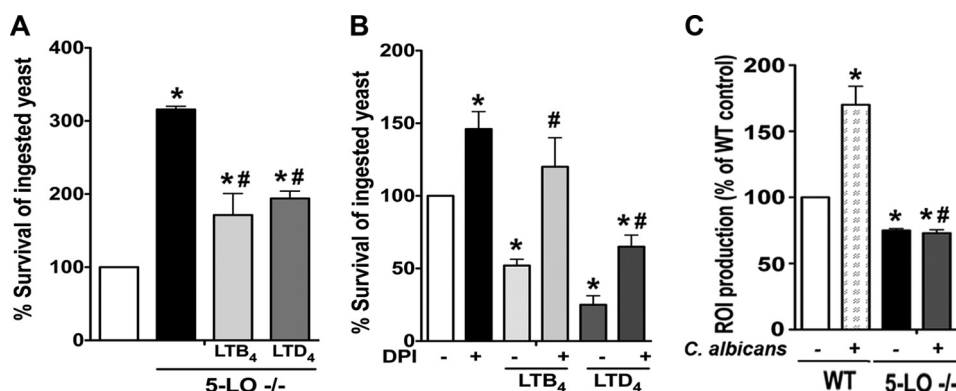 A
% Survival of ingested yeast
400
300
200
100
0
*
*#
*#
LTB4
LTD4
5-LO -/-
B
% Survival of ingested yeast
200
150
100
50
0
*
*
#
*
*#
DPI - + - + - +
LTB4
LTD4
C
ROI production (% of WT control)
200
150
100
50
0
*
*
*#
C. albicans - + - +
WT
5-LO -/-